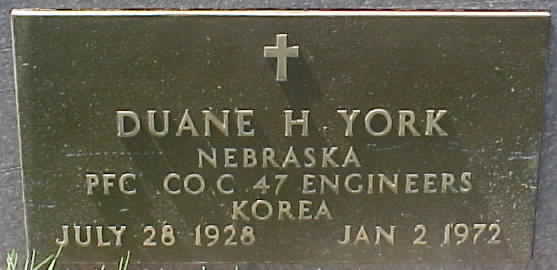 DUANE H YORK
NEBRASKA
PFC CO C 47 ENGINEERS
KOREA
JULY 28 1928 JAN 2 1972